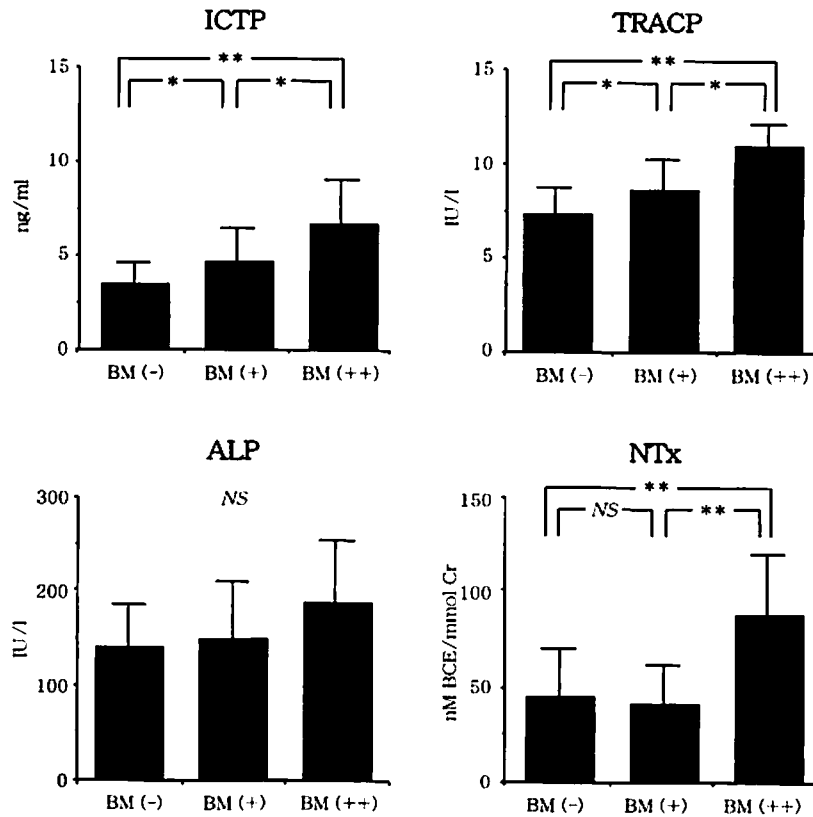 ICTP
**
*
*
15
10
5
0
ng/ml
BM (-)
BM (+)
BM (++)
TRACP
**
*
*
15
10
5
0
IU/l
BM (-)
BM (+)
BM (++)
ALP
NS
300
200
100
0
IU/l
BM (-)
BM (+)
BM (++)
NTx
**
NS
**
150
100
50
0
nM BCE/mmol Cr
BM (-)
BM (+)
BM (++)